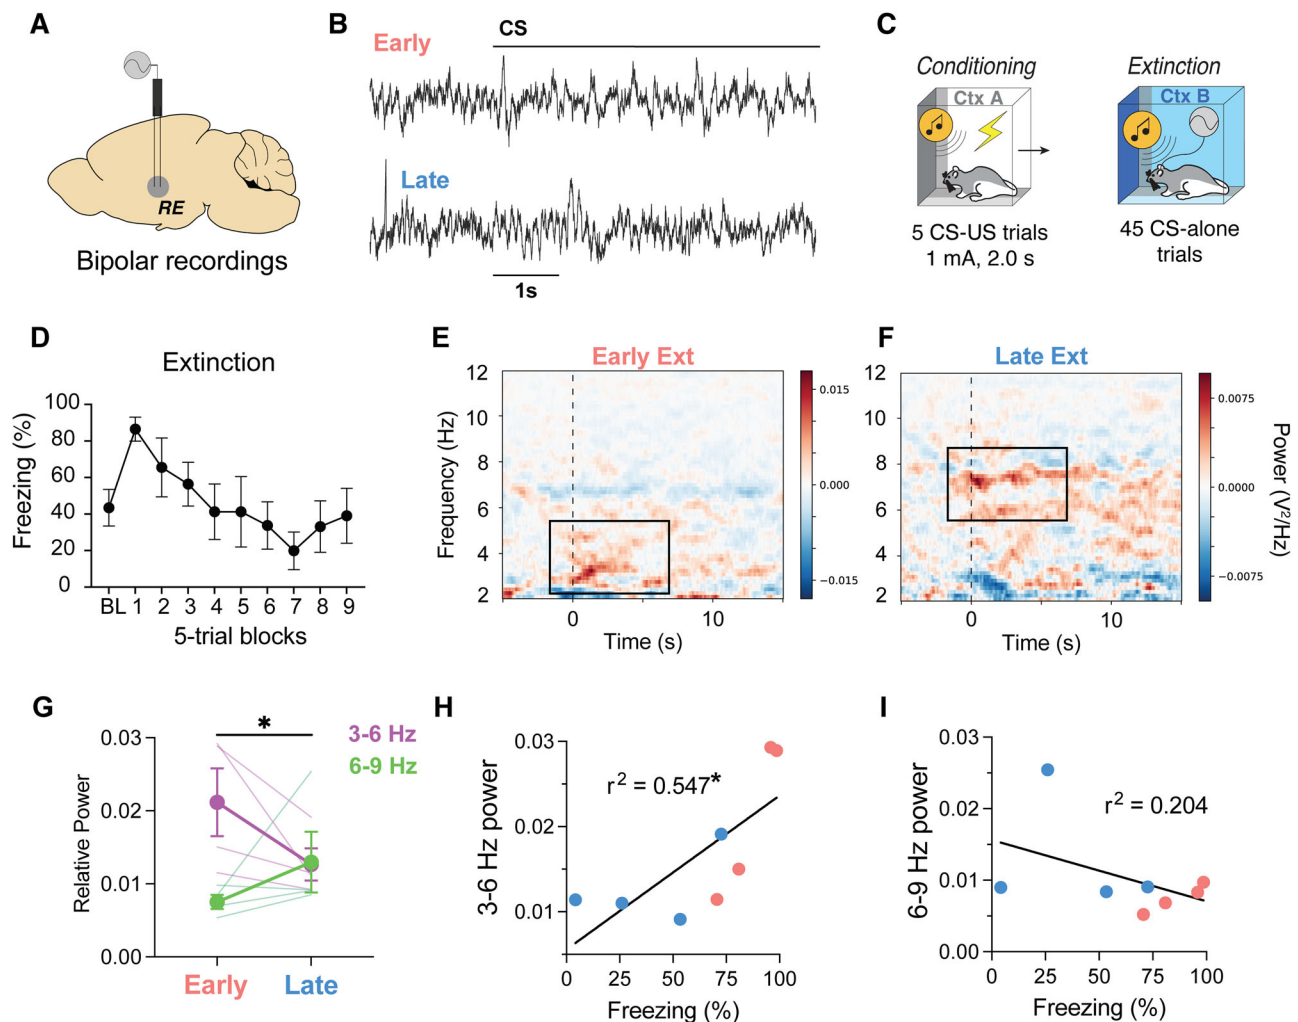 A
RE
Bipolar recordings
B
CS
Early
Late
1s
C
Conditioning
Extinction
Ctx A
Ctx B
5 CS-US trials
1 mA, 2.0 s
45 CS-alone
trials
D
Extinction
Freezing (%)
100
80
60
40
20
0
BL 1 2 3 4 5 6 7 8 9
5-trial blocks
E
Early Ext
Frequency (Hz)
12
10
8
6
4
2
0 10
Time (s)
0.015
0.000
−0.015
F
Late Ext
12
10
8
6
4
2
0 10
Time (s)
0.0075
0.0000
−0.0075
Power (V²/Hz)
G
3-6 Hz
6-9 Hz
*
Relative Power
0.03
0.02
0.01
0.00
Early Late
H
3-6 Hz power
0.03
0.02
0.01
r² = 0.547*
0 25 50 75 100
Freezing (%)
I
6-9 Hz power
0.03
0.02
0.01
0.00
r² = 0.204
0 25 50 75 100
Freezing (%)